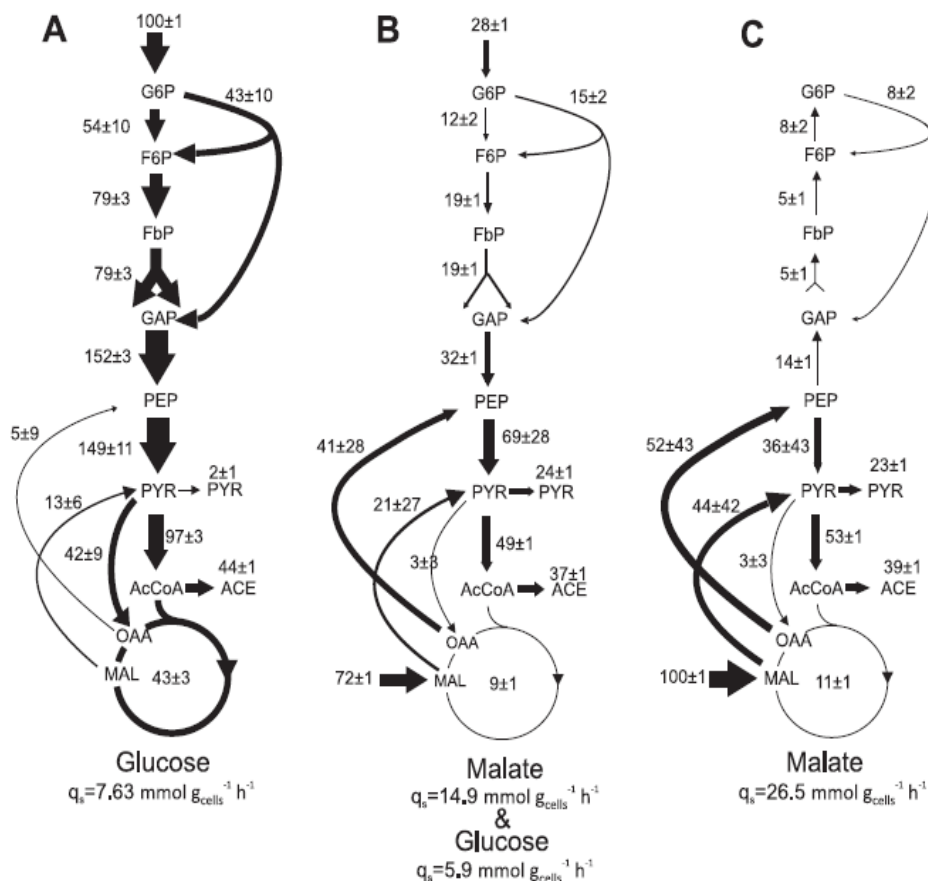 A
100±1
G6P
43±10
54±10
F6P
79±3
FbP
79±3
GAP
152±3
PEP
5±9
149±11
2±1
13±6
PYR
PYR
42±9
97±3
44±1
AcCoA
ACE
OAA
MAL
43±3
Glucose
qs=7.63 mmol gcells-1 h-1
B
28±1
G6P
15±2
12±2
F6P
19±1
FbP
19±1
GAP
32±1
PEP
41±28
69±28
24±1
21±27
PYR
PYR
49±1
3±3
37±1
AcCoA
ACE
OAA
72±1
MAL
9±1
Malate
qs=14.9 mmol gcells-1 h-1
&
Glucose
qs=5.9 mmol gcells-1 h-1
C
G6P
8±2
8±2
F6P
5±1
FbP
5±1
GAP
14±1
PEP
52±43
36±43
23±1
44±42
PYR
PYR
53±1
3±3
39±1
AcCoA
ACE
OAA
100±1
MAL
11±1
Malate
qs=26.5 mmol gcells-1 h-1